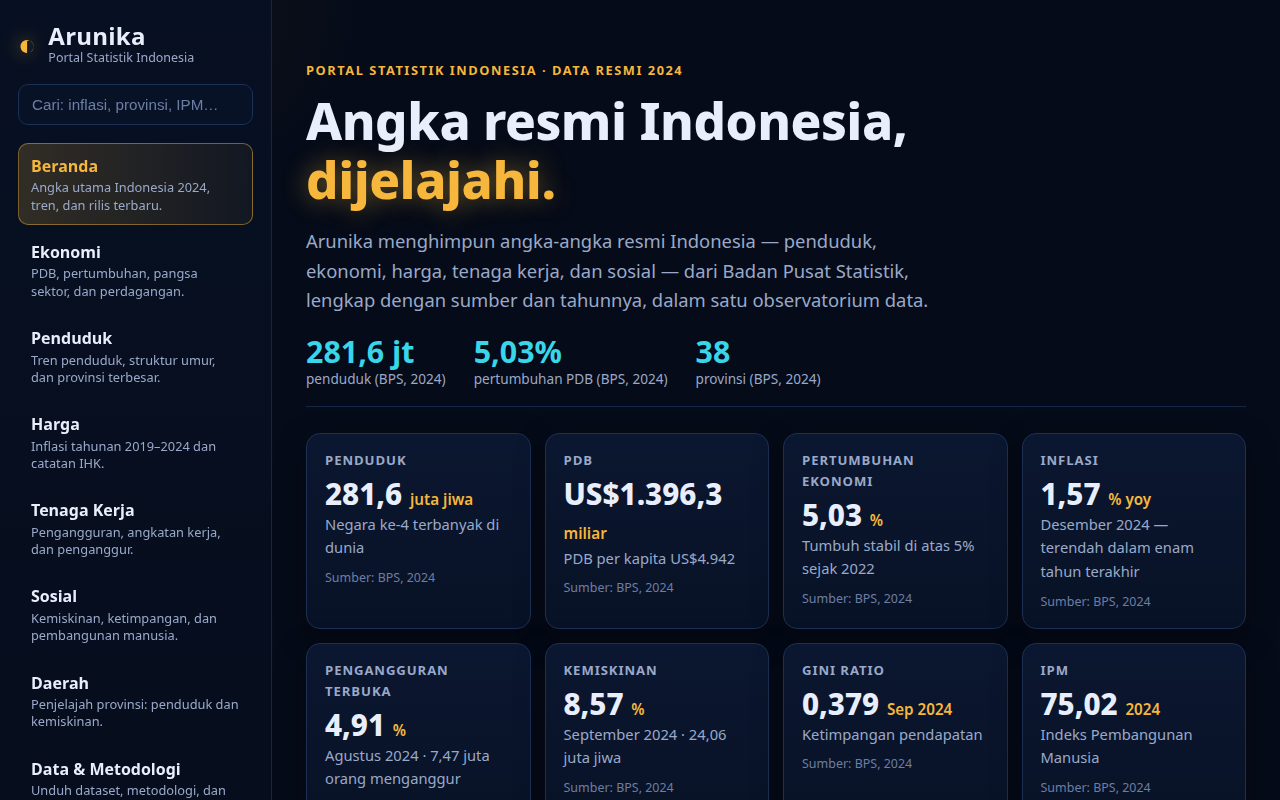 Arunika
Portal Statistik Indonesia
Cari: inflasi, provinsi, IPM…
Beranda
Angka utama Indonesia 2024,
tren, dan rilis terbaru.
Ekonomi
PDB, pertumbuhan, pangsa
sektor, dan perdagangan.
Penduduk
Tren penduduk, struktur umur,
dan provinsi terbesar.
Harga
Inflasi tahunan 2019–2024 dan
catatan IHK.
Tenaga Kerja
Pengangguran, angkatan kerja,
dan penganggur.
Sosial
Kemiskinan, ketimpangan, dan
pembangunan manusia.
Daerah
Penjelajah provinsi: penduduk dan
kemiskinan.
Data & Metodologi
Unduh dataset, metodologi, dan
PORTAL STATISTIK INDONESIA · DATA RESMI 2024
Angka resmi Indonesia,
dijelajahi.
Arunika menghimpun angka-angka resmi Indonesia — penduduk,
ekonomi, harga, tenaga kerja, dan sosial — dari Badan Pusat Statistik,
lengkap dengan sumber dan tahunnya, dalam satu observatorium data.
281,6 jt
penduduk (BPS, 2024)
5,03%
pertumbuhan PDB (BPS, 2024)
38
provinsi (BPS, 2024)
PENDUDUK
281,6 juta jiwa
Negara ke-4 terbanyak di
dunia
Sumber: BPS, 2024
PDB
US$1.396,3
miliar
PDB per kapita US$4.942
Sumber: BPS, 2024
PERTUMBUHAN
EKONOMI
5,03 %
Tumbuh stabil di atas 5%
sejak 2022
Sumber: BPS, 2024
INFLASI
1,57 % yoy
Desember 2024 —
terendah dalam enam
tahun terakhir
Sumber: BPS, 2024
PENGANGGURAN
TERBUKA
4,91 %
Agustus 2024 · 7,47 juta
orang menganggur
KEMISKINAN
8,57 %
September 2024 · 24,06
juta jiwa
Sumber: BPS, 2024
GINI RATIO
0,379 Sep 2024
Ketimpangan pendapatan
Sumber: BPS, 2024
IPM
75,02 2024
Indeks Pembangunan
Manusia
Sumber: BPS, 2024